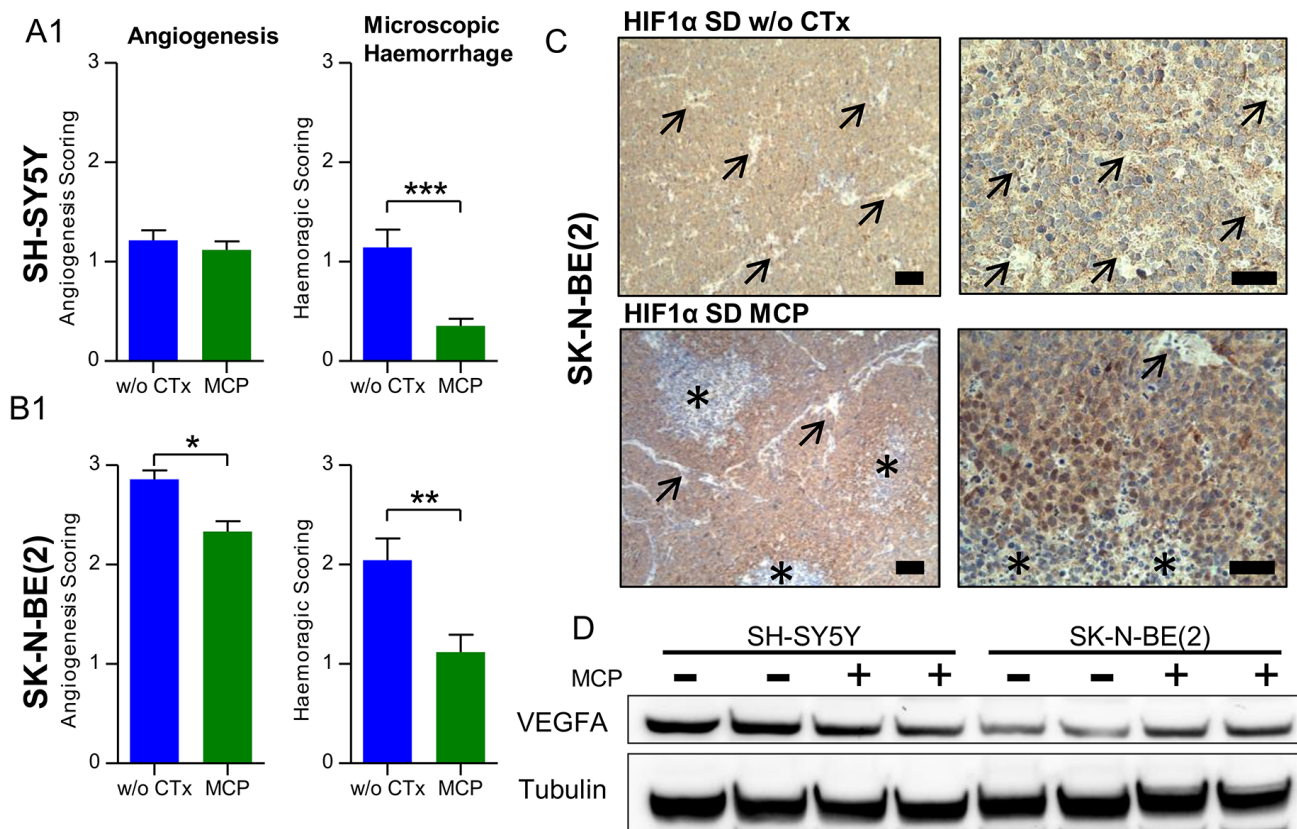 A1
Angiogenesis
Microscopic
Haemorrhage
SH-SY5Y
Angiogenesis Scoring
3
2
1
0
w/o CTx MCP
Haemoragic Scoring
3
2
1
0
***
w/o CTx MCP
B1
SK-N-BE(2)
Angiogenesis Scoring
3
2
1
0
*
w/o CTx MCP
Haemoragic Scoring
3
2
1
0
**
w/o CTx MCP
C
SK-N-BE(2)
HIF1α SD w/o CTx
HIF1α SD MCP
* * *
* *
D
SH-SY5Y SK-N-BE(2)
MCP - - + + - - + +
VEGFA
Tubulin